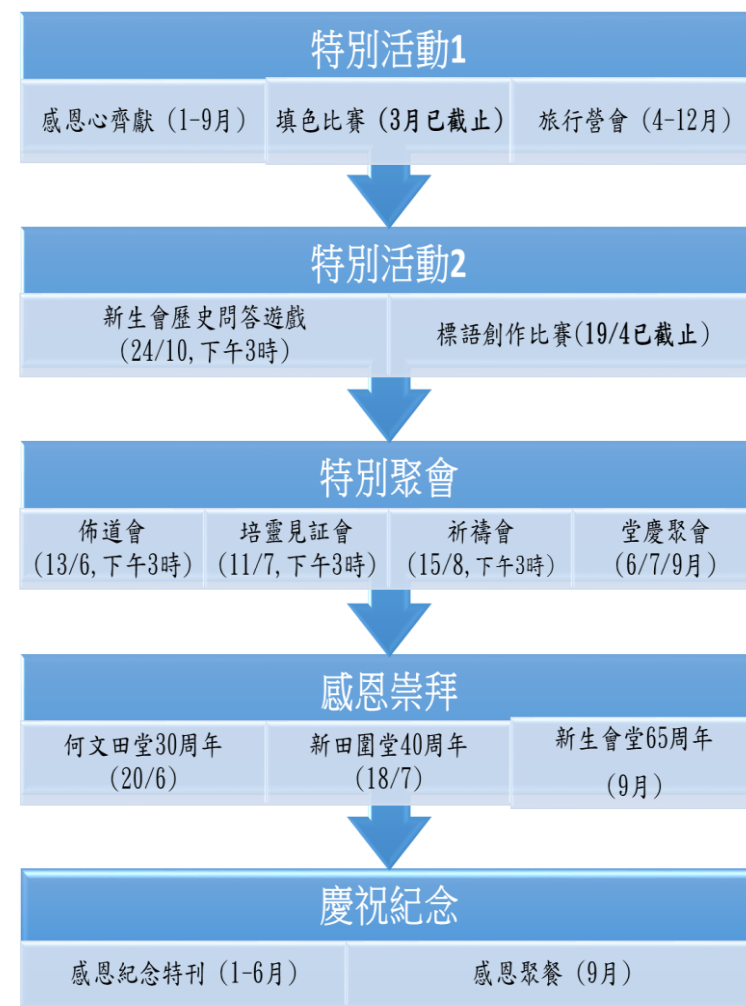 特別活動1
感恩心齊獻 (1-9月)
填色比賽 (3月已截止)
旅行營會 (4-12月)
特別活動2
新生會歷史問答遊戲
(24/10,下午3時)
標語創作比賽(19/4已截止)
特別聚會
佈道會
(13/6,下午3時)
培靈見証會
(11/7,下午3時)
祈禱會
(15/8,下午3時)
堂慶聚會
(6/7/9月)
感恩崇拜
何文田堂30周年
(20/6)
新田圍堂40周年
(18/7)
新生會堂65周年
(9月)
慶祝紀念
感恩紀念特刊 (1-6月)
感恩聚餐 (9月)